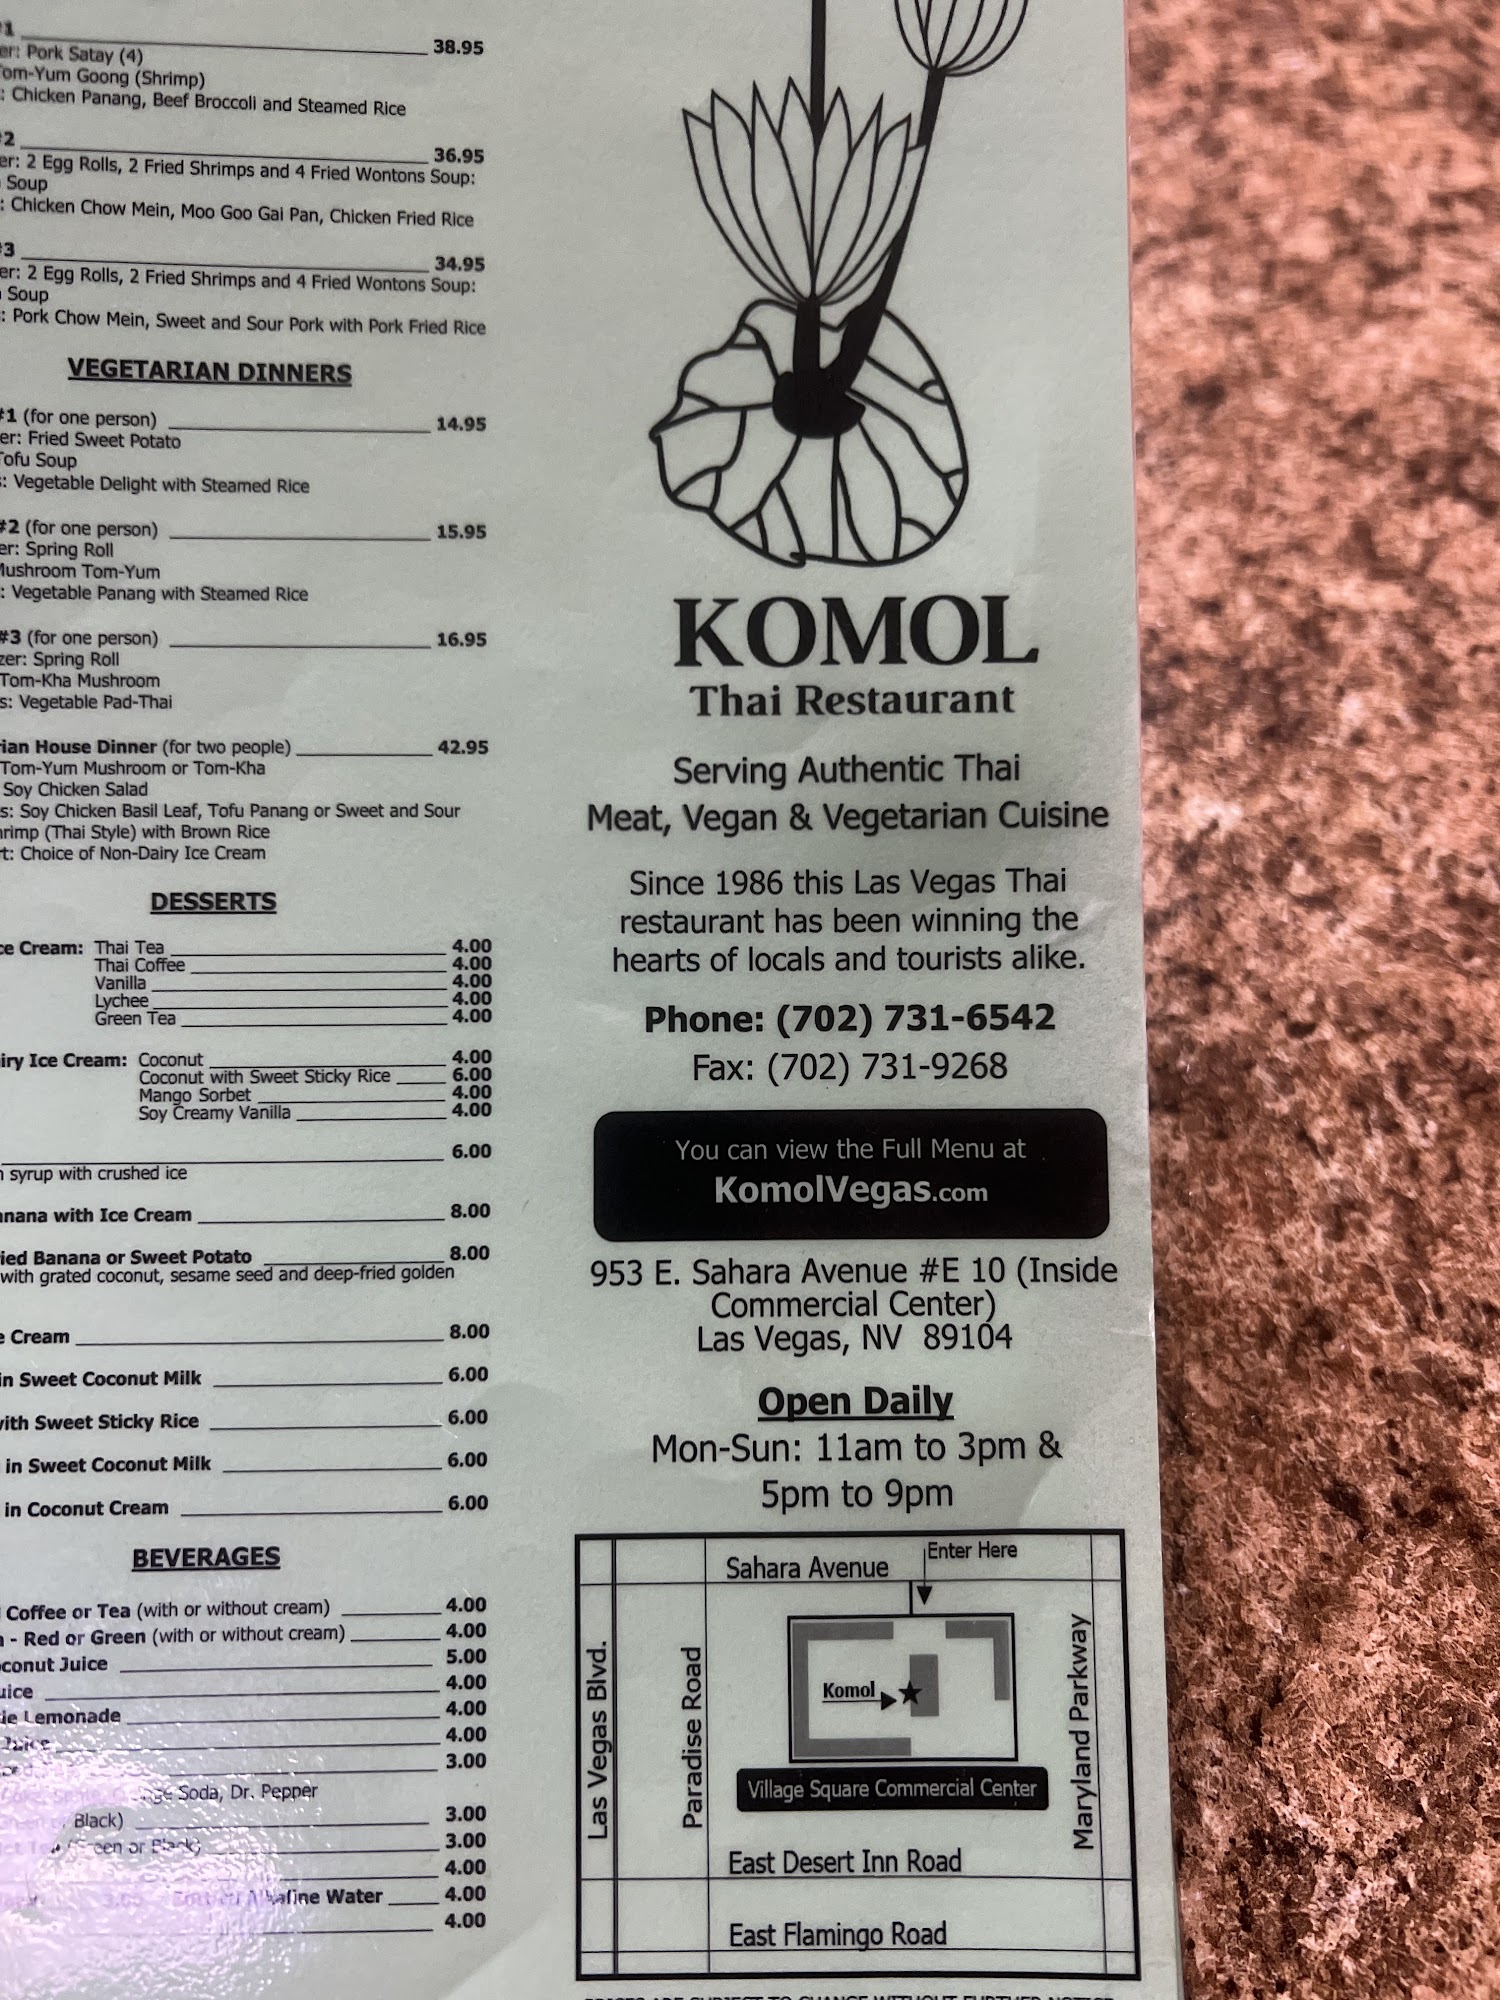 #1 38.95
er: Pork Satay (4)
Tom-Yum Goong (Shrimp)
: Chicken Panang, Beef Broccoli and Steamed Rice
#2 36.95
er: 2 Egg Rolls, 2 Fried Shrimps and 4 Fried Wontons Soup:
Soup
: Chicken Chow Mein, Moo Goo Gai Pan, Chicken Fried Rice
#3 34.95
er: 2 Egg Rolls, 2 Fried Shrimps and 4 Fried Wontons Soup:
Soup
: Pork Chow Mein, Sweet and Sour Pork with Pork Fried Rice
VEGETARIAN DINNERS
#1 (for one person) 14.95
er: Fried Sweet Potato
Tofu Soup
s: Vegetable Delight with Steamed Rice
#2 (for one person) 15.95
er: Spring Roll
Mushroom Tom-Yum
: Vegetable Panang with Steamed Rice
#3 (for one person) 16.95
zer: Spring Roll
Tom-Kha Mushroom
s: Vegetable Pad-Thai
rian House Dinner (for two people) 42.95
Tom-Yum Mushroom or Tom-Kha
Soy Chicken Salad
s: Soy Chicken Basil Leaf, Tofu Panang or Sweet and Sour
hrimp (Thai Style) with Brown Rice
rt: Choice of Non-Dairy Ice Cream
DESSERTS
ce Cream: Thai Tea 4.00
Thai Coffee 4.00
Vanilla 4.00
Lychee 4.00
Green Tea 4.00
iry Ice Cream: Coconut 4.00
Coconut with Sweet Sticky Rice 6.00
Mango Sorbet 4.00
Soy Creamy Vanilla 4.00
6.00
n syrup with crushed ice
anana with Ice Cream 8.00
ied Banana or Sweet Potato 8.00
with grated coconut, sesame seed and deep-fried golden
e Cream 8.00
in Sweet Coconut Milk 6.00
with Sweet Sticky Rice 6.00
in Sweet Coconut Milk 6.00
in Coconut Cream 6.00
BEVERAGES
Coffee or Tea (with or without cream) 4.00
- Red or Green (with or without cream) 4.00
conut Juice 5.00
uice 4.00
ie Lemonade 4.00
Juice 4.00
3.00
Soda, Dr. Pepper
Black) 3.00
(Green or Black) 3.00
4.00
Alkaline Water 4.00
4.00
KOMOL
Thai Restaurant
Serving Authentic Thai
Meat, Vegan & Vegetarian Cuisine
Since 1986 this Las Vegas Thai
restaurant has been winning the
hearts of locals and tourists alike.
Phone: (702) 731-6542
Fax: (702) 731-9268
You can view the Full Menu at
KomolVegas.com
953 E. Sahara Avenue #E 10 (Inside
Commercial Center)
Las Vegas, NV 89104
Open Daily
Mon-Sun: 11am to 3pm &
5pm to 9pm
Sahara Avenue
Enter Here
Las Vegas Blvd.
Paradise Road
Komol
Maryland Parkway
Village Square Commercial Center
East Desert Inn Road
East Flamingo Road
PRICES ARE SUBJECT TO CHANGE WITHOUT FURTHER NOTICE